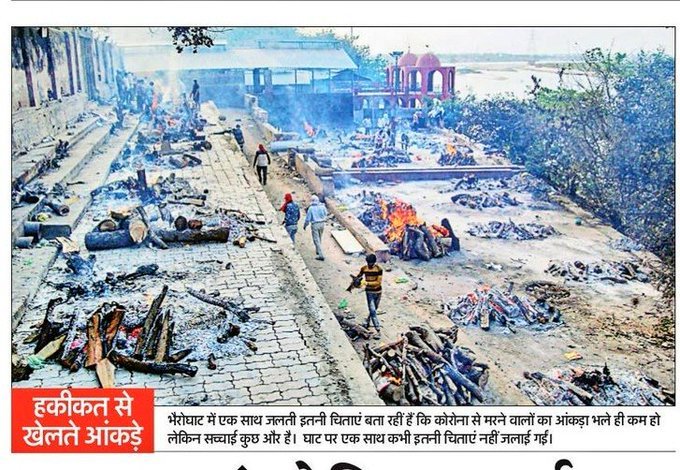 हकीकत से
खेलते आंकड़े
भैरोघाट में एक साथ जलती इतनी चिताएं बता रहीं हैं कि कोरोना से मरने वालों का आंकड़ा भले ही कम हो
लेकिन सच्चाई कुछ और है। घाट पर एक साथ कभी इतनी चिताएं नहीं जलाई गईं।